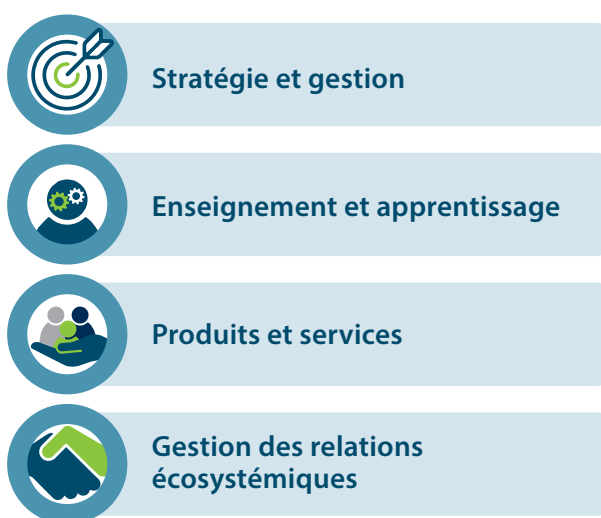 Stratégie et gestion
Enseignement et apprentissage
Produits et services
Gestion des relations
écosystémiques